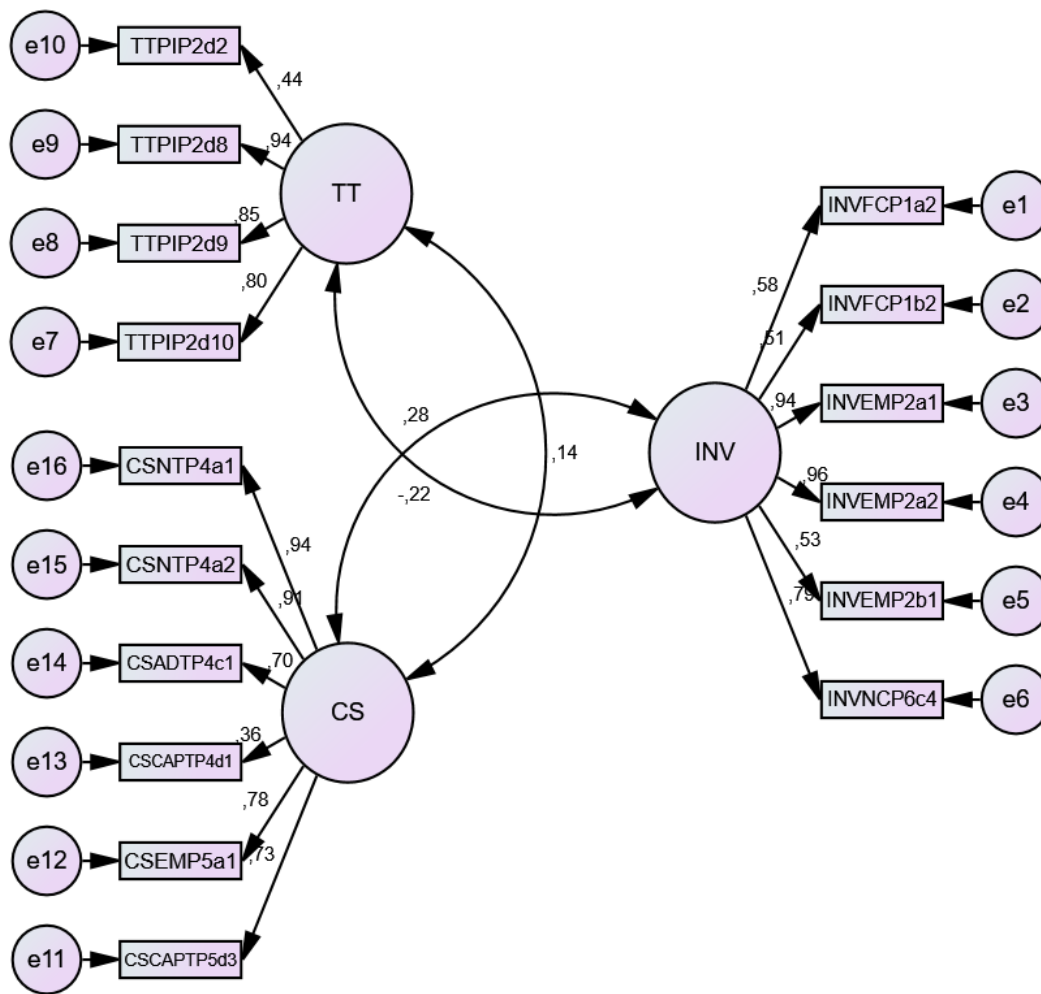 e10
TTPIP2d2
,44
e9
TTPIP2d8
,94
TT
e8
TTPIP2d9
,85
e7
TTPIP2d10
,80
INVFCP1a2
e1
,58
INVFCP1b2
e2
,51
INVEMP2a1
e3
,94
INV
INVEMP2a2
e4
,96
INVEMP2b1
e5
,53
INVNCP6c4
e6
,79
,28
,14
-,22
e16
CSNTP4a1
,94
e15
CSNTP4a2
,91
e14
CSADTP4c1
,70
CS
e13
CSCAPTP4d1
,36
e12
CSEMP5a1
,78
e11
CSCAPTP5d3
,73